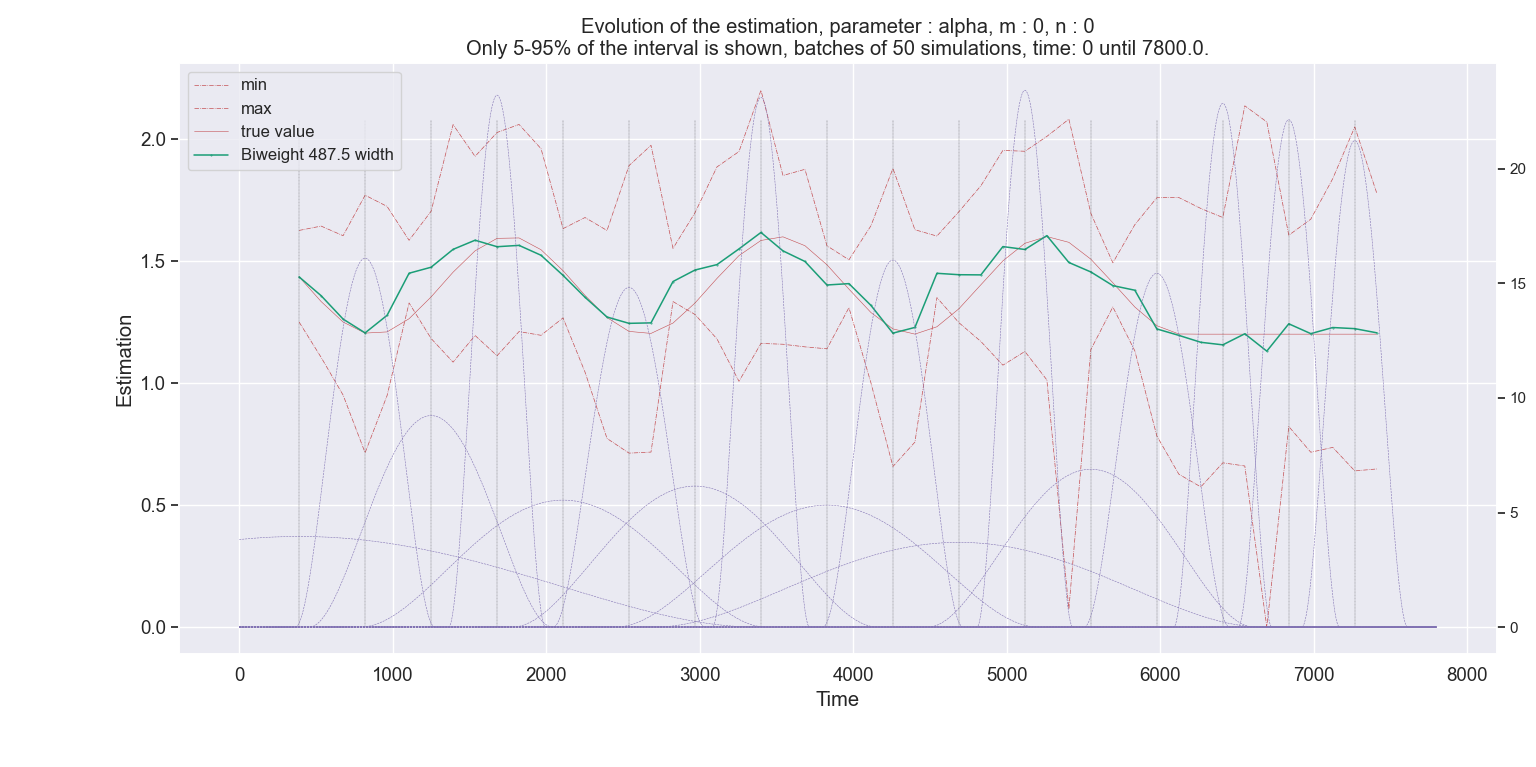 Evolution of the estimation, parameter : alpha, m : 0, n : 0
Only 5-95% of the interval is shown, batches of 50 simulations, time: 0 until 7800.0.
min
max
true value
Biweight 487.5 width
2.0
1.5
1.0
0.5
0.0
Estimation
20
15
10
5
0
0 1000 2000 3000 4000 5000 6000 7000 8000
Time